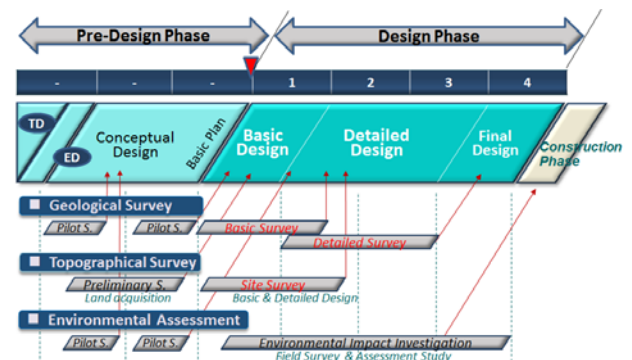 Pre-Design Phase
Design Phase
- - - 1 2 3 4
TD
ED
Conceptual
Design
Basic Plan
Basic
Design
Detailed
Design
Final
Design
Construction
Phase
Geological Survey
Pilot S.
Pilot S.
Basic Survey
Detailed Survey
Topographical Survey
Preliminary S.
Land acquisition
Site Survey
Basic & Detailed Design
Environmental Assessment
Pilot S.
Pilot S.
Environmental Impact Investigation
Field Survey & Assessment Study